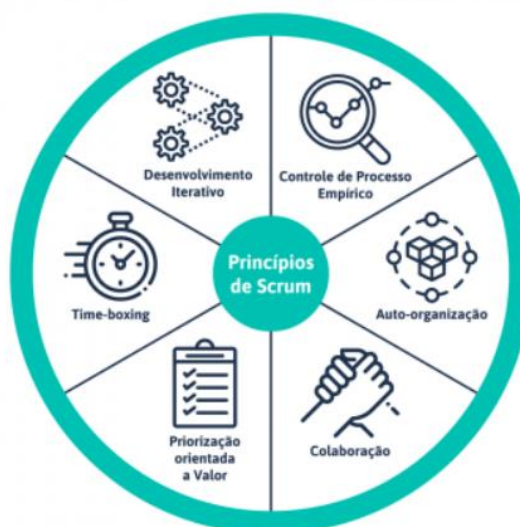 Desenvolvimento
Iterativo
Controle de Processo
Empírico
Time-boxing
Princípios
de Scrum
Auto-organização
Priorização
orientada
a Valor
Colaboração